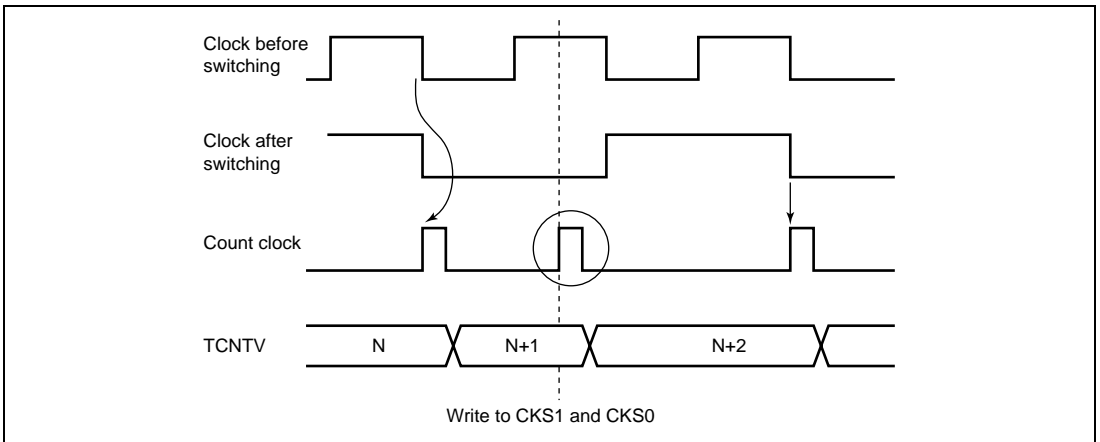 Clock before
switching
Clock after
switching
Count clock
TCNTV
N
N+1
N+2
Write to CKS1 and CKS0